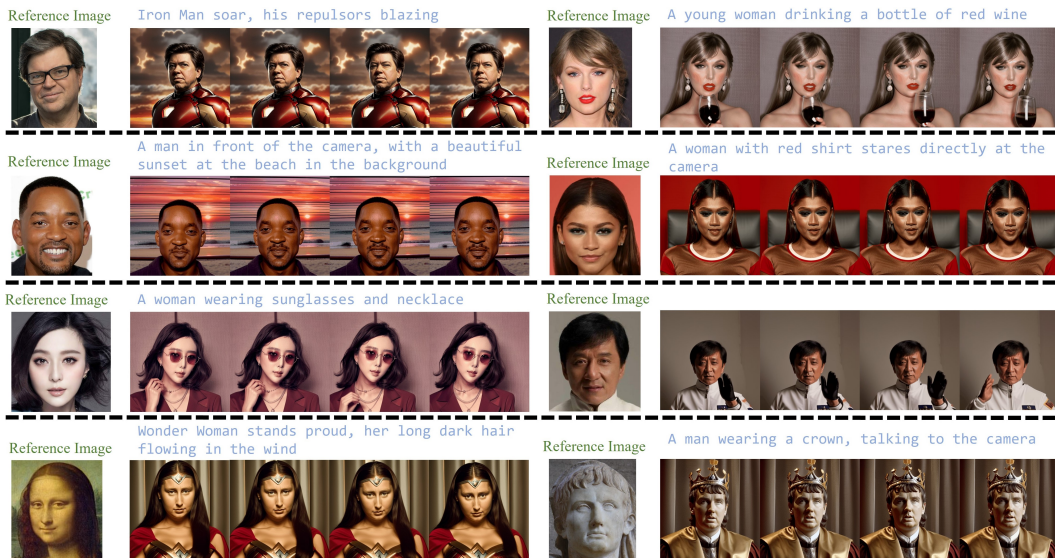 Reference Image
Iron Man soar, his repulsors blazing
Reference Image
A young woman drinking a bottle of red wine
Reference Image
A man in front of the camera, with a beautiful
sunset at the beach in the background
Reference Image
A woman with red shirt stares directly at the
camera
Reference Image
A woman wearing sunglasses and necklace
Reference Image
Reference Image
Wonder Woman stands proud, her long dark hair
flowing in the wind
Reference Image
A man wearing a crown, talking to the camera